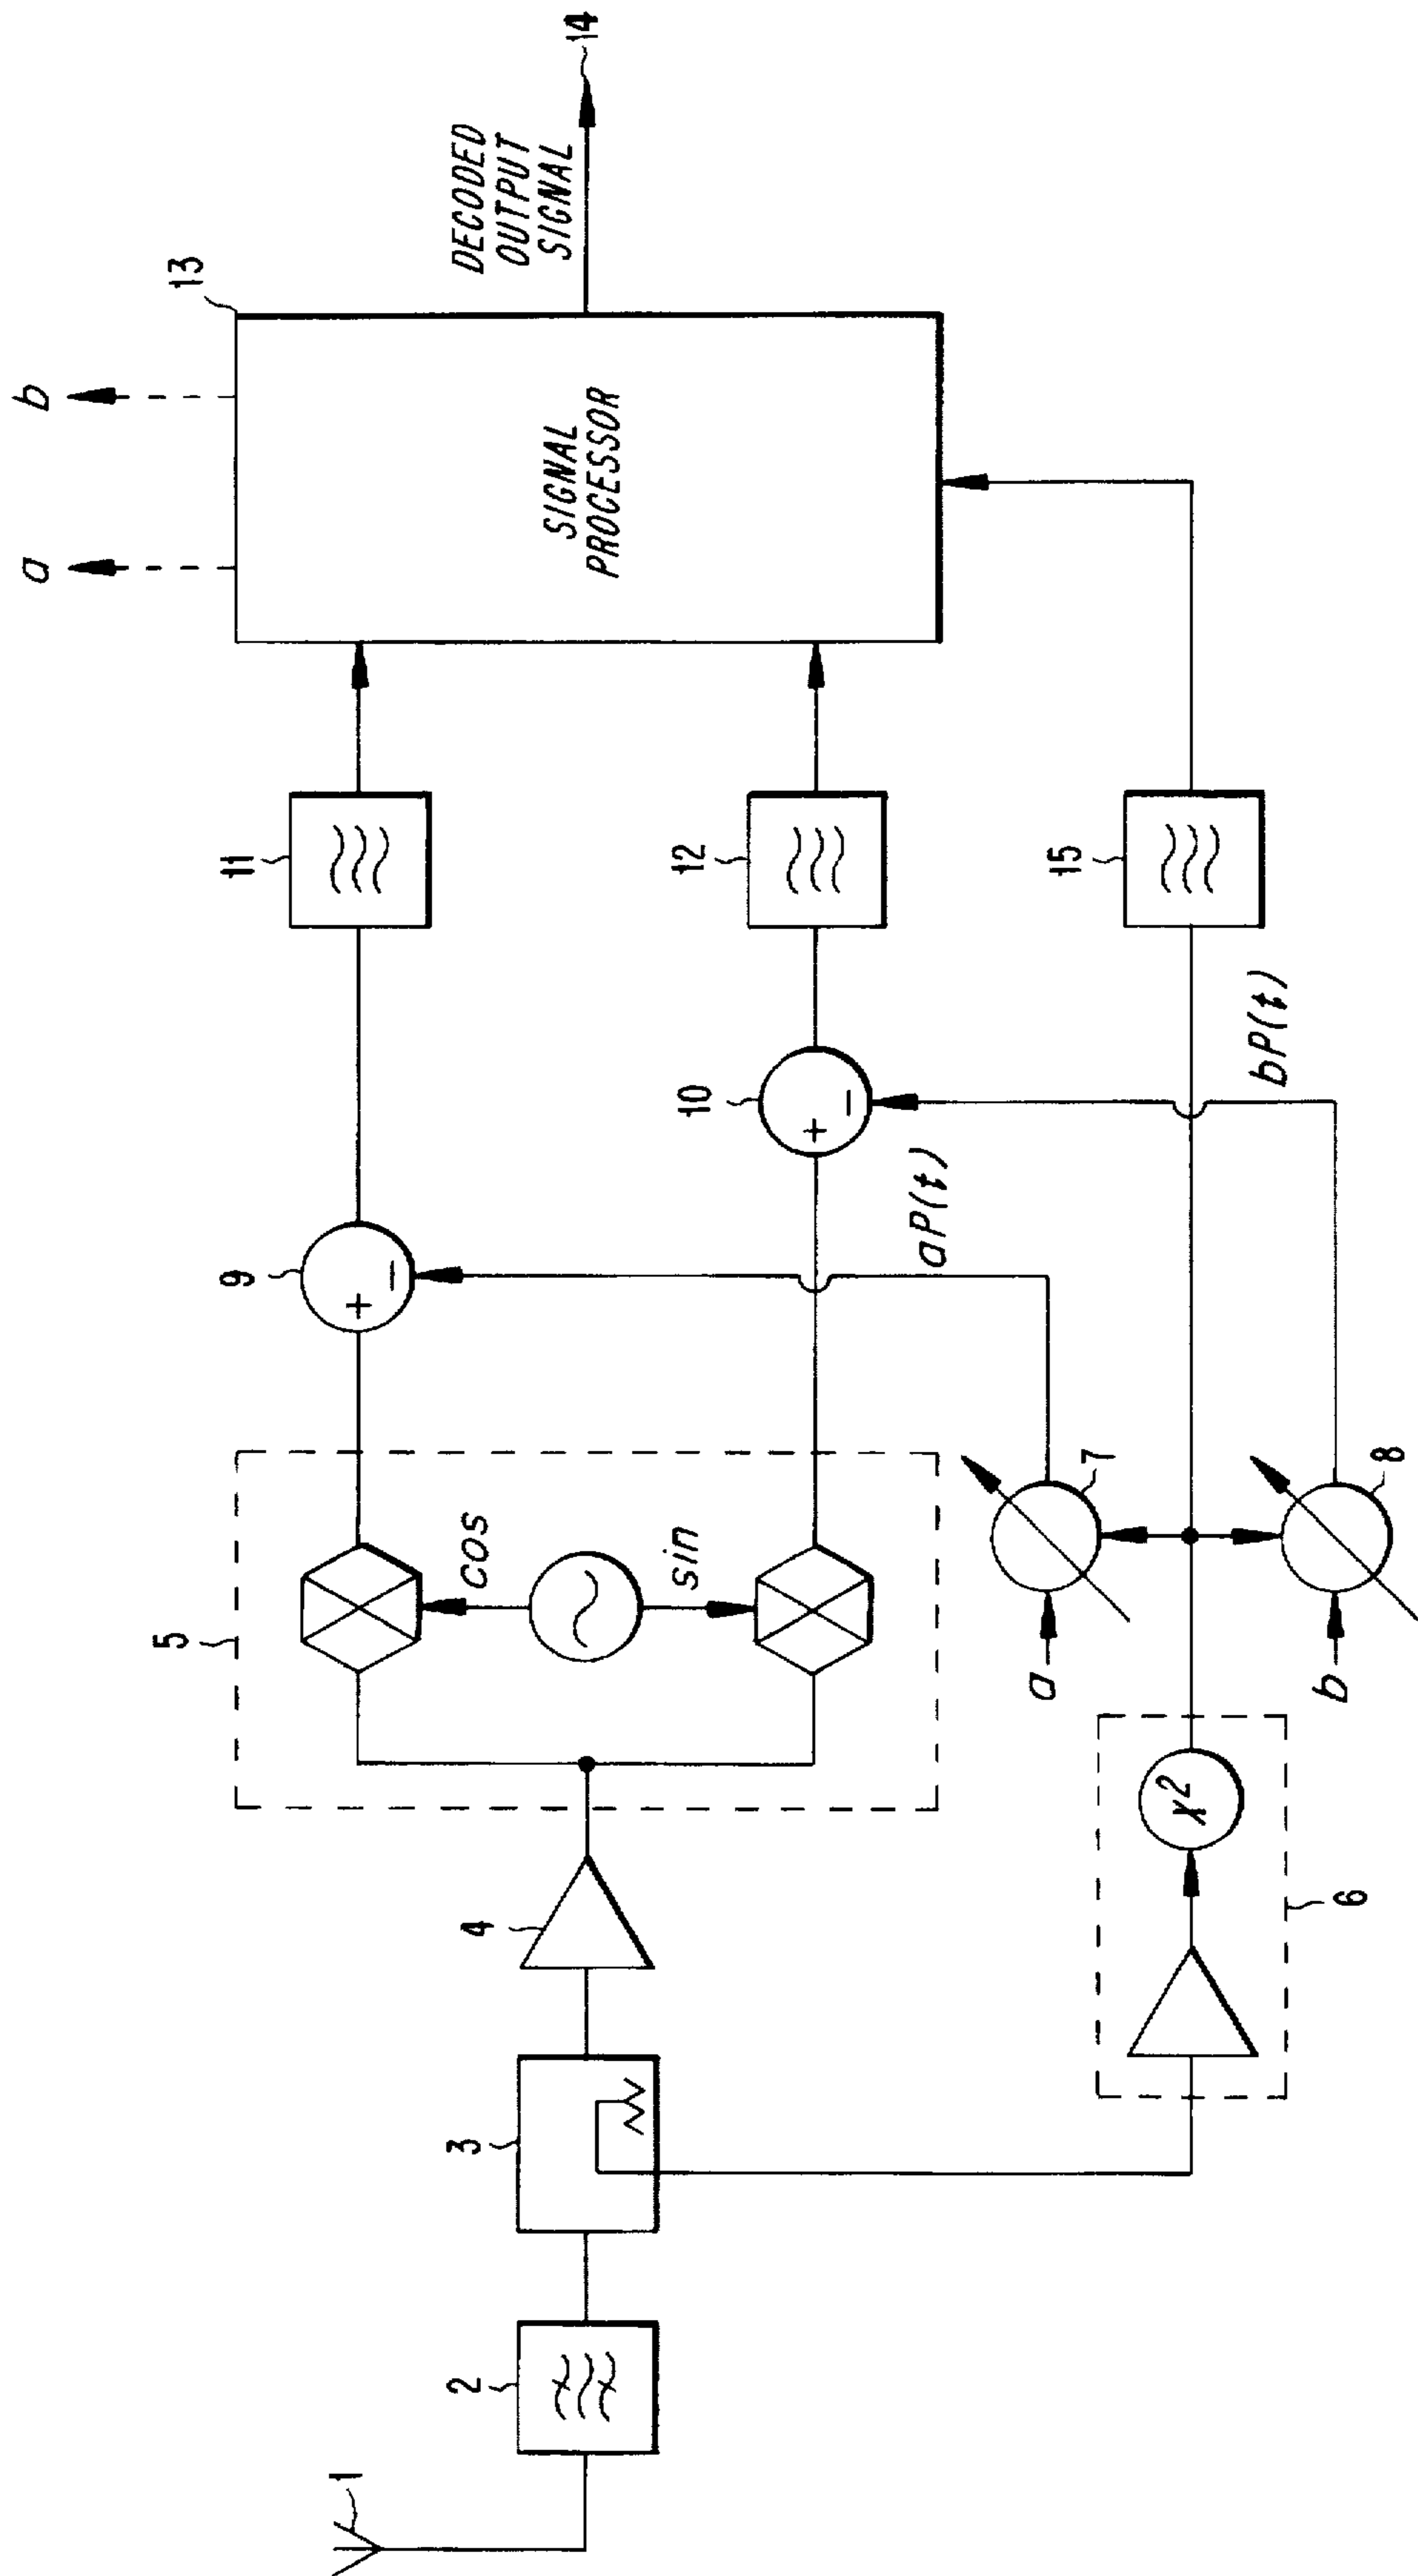 1
2
3
4
5
cos
sin
6
x²
a
b
7
8
9
+
−
10
+
−
aP(t)
bP(t)
11
12
15
13
SIGNAL
PROCESSOR
a
b
DECODED
OUTPUT
SIGNAL
14